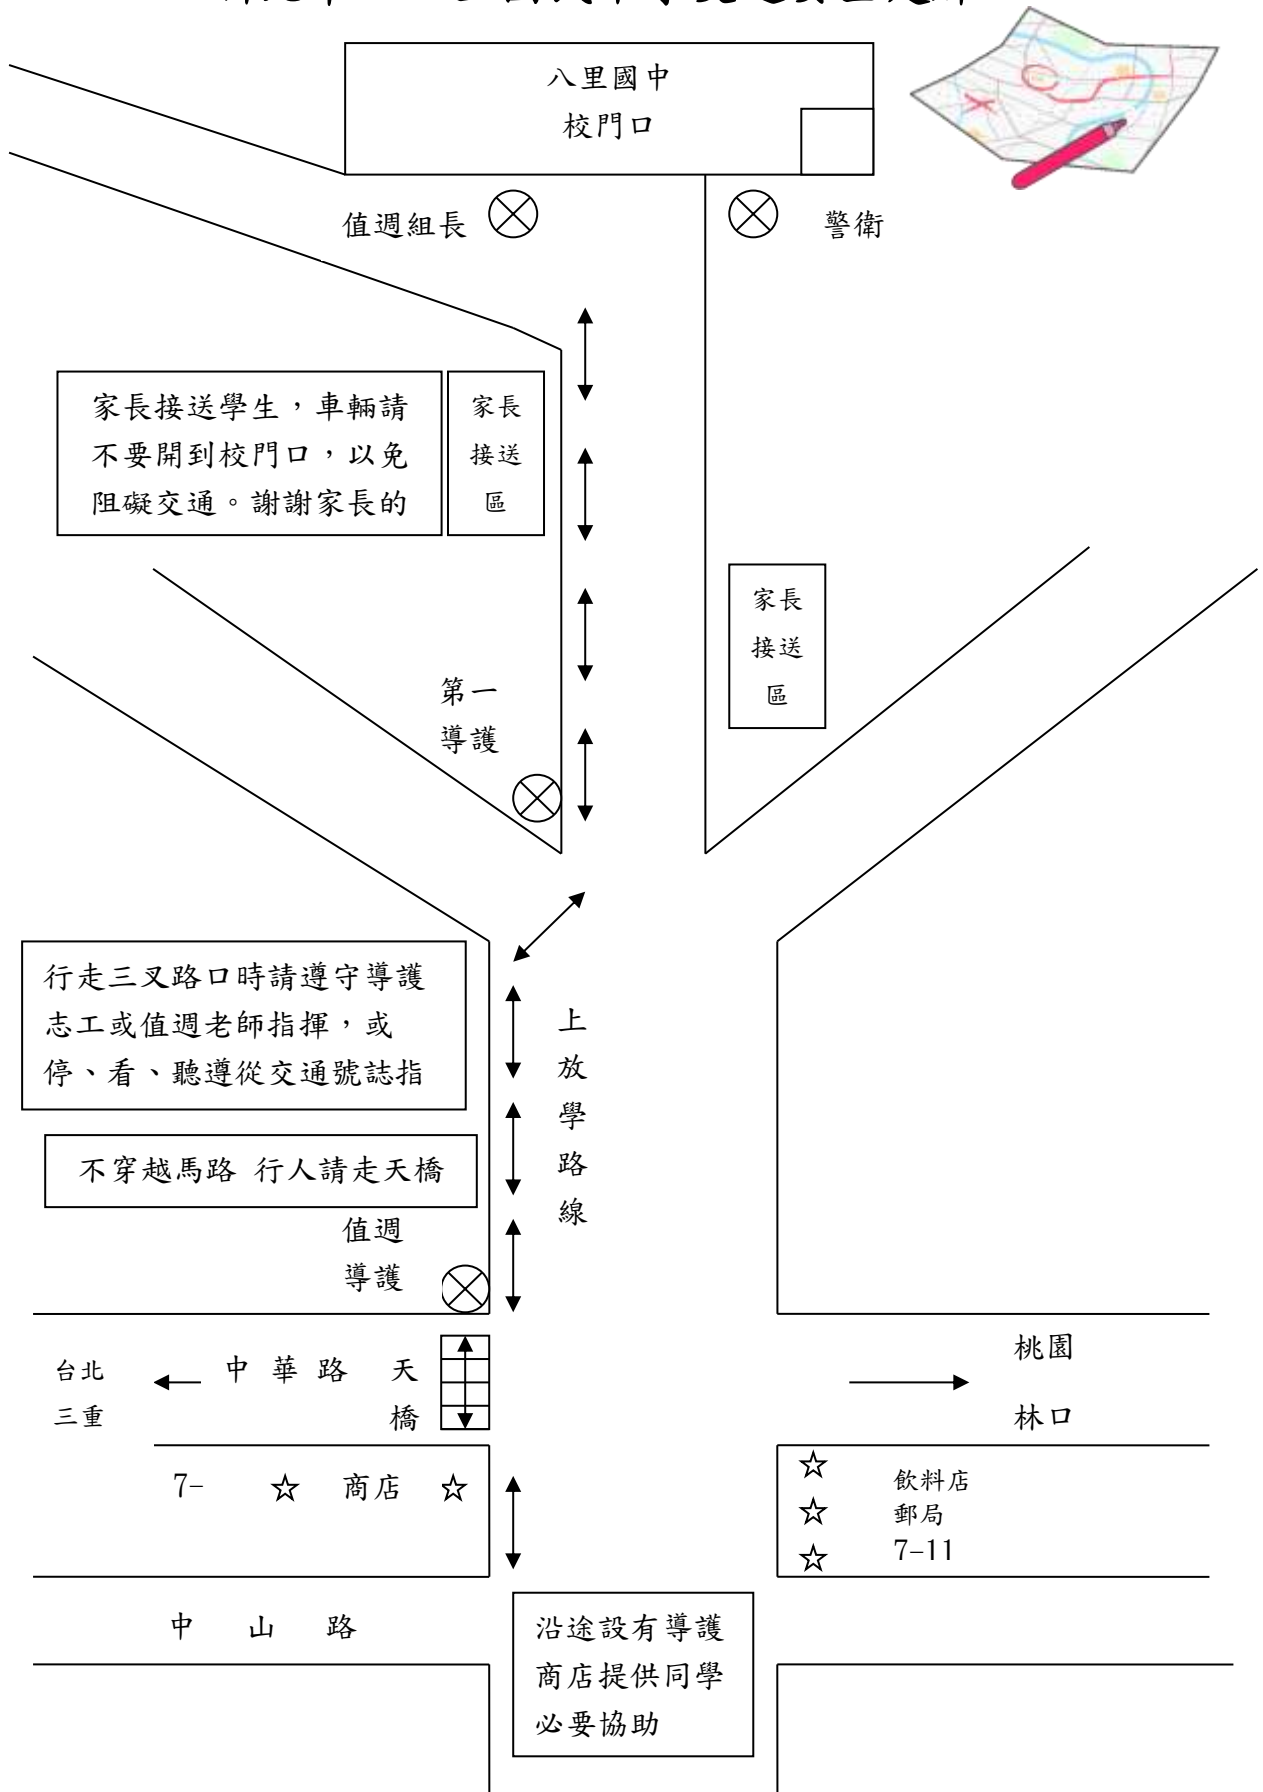 八里國中
校門口
值週組長
警衛
家長接送學生，車輛請
不要開到校門口，以免
阻礙交通。謝謝家長的
家長
接送
區
家長
接送
區
第一
導護
行走三叉路口時請遵守導護
志工或值週老師指揮，或
停、看、聽遵從交通號誌指
上
放
學
路
線
不穿越馬路 行人請走天橋
值週
導護
台北
三重
中華路
天
橋
桃園
林口
7-
☆ 商店 ☆
☆ 飲料店
☆ 郵局
☆ 7-11
中山路
沿途設有導護
商店提供同學
必要協助